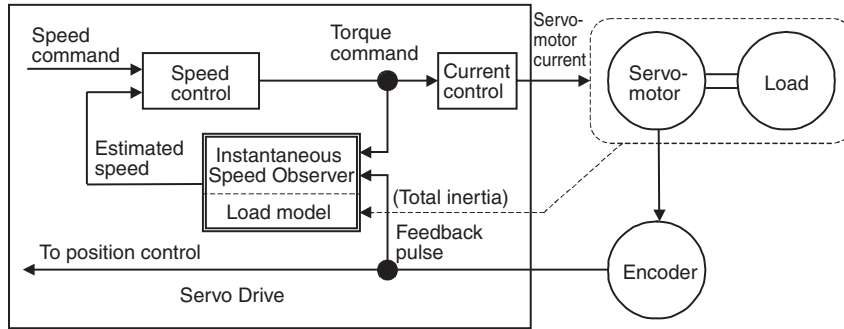 Speed
command
Speed
control
Torque
command
Current
control
Servo-
motor
current
Servo-
motor
Load
Estimated
speed
Instantaneous
Speed Observer
Load model
(Total inertia)
Feedback
pulse
To position control
Encoder
Servo Drive